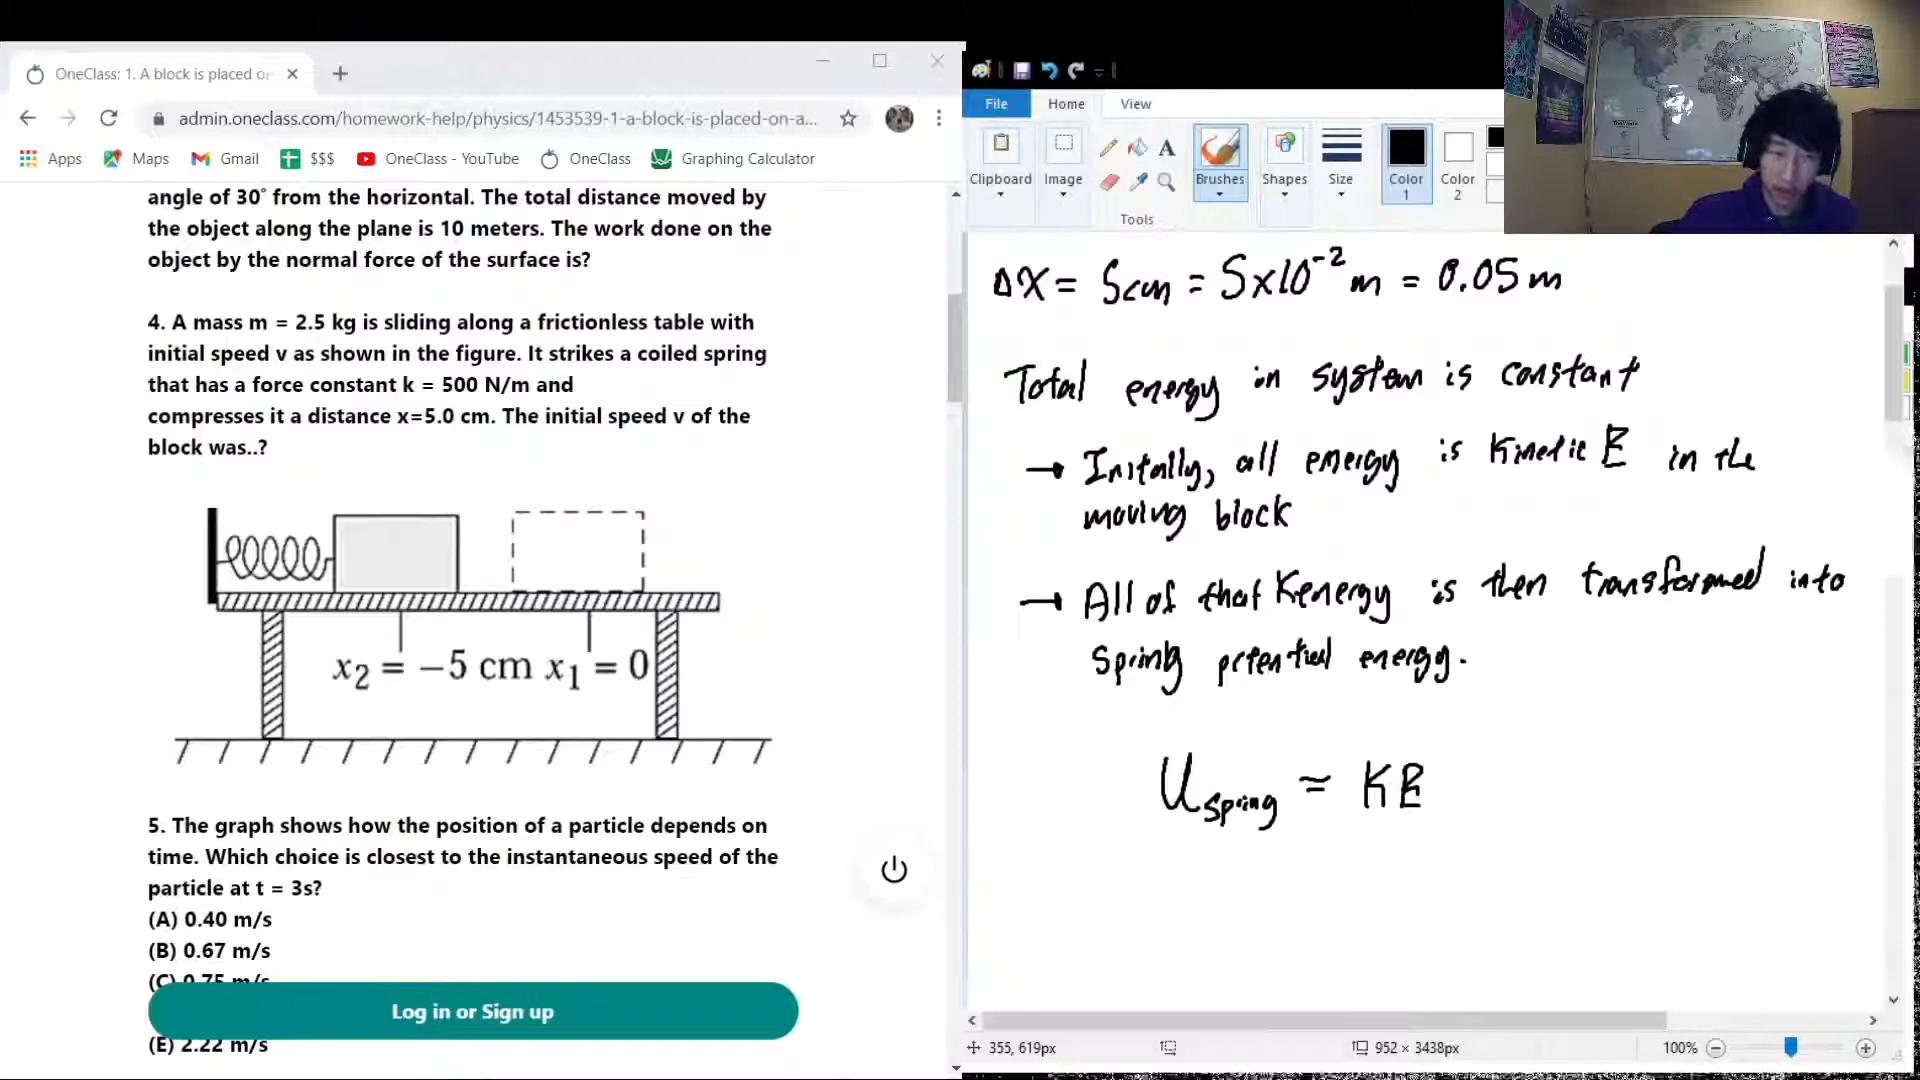 OneClass: 1. A block is placed on
admin.oneclass.com/homework-help/physics/1453539-1-a-block-is-placed-on-a...
Apps Maps Gmail $$$ OneClass - YouTube OneClass Graphing Calculator
angle of 30° from the horizontal. The total distance moved by
the object along the plane is 10 meters. The work done on the
object by the normal force of the surface is?
4. A mass m = 2.5 kg is sliding along a frictionless table with
initial speed v as shown in the figure. It strikes a coiled spring
that has a force constant k = 500 N/m and
compresses it a distance x=5.0 cm. The initial speed v of the
block was..?
x₂ = −5 cm x₁ = 0
5. The graph shows how the position of a particle depends on
time. Which choice is closest to the instantaneous speed of the
particle at t = 3s?
(A) 0.40 m/s
(B) 0.67 m/s
(C) 0.75 m/s
Log in or Sign up
(E) 2.22 m/s
File Home View
Clipboard Image Brushes Shapes Size Color 1 Color 2
Tools
ΔX = 5cm = 5x10⁻² m = 0.05 m
Total energy in system is constant
→ Initally, all energy is Kinetic E in the
moving block
→ All of that Kenergy is then transformed into
Spring potential energy.
U spring = KE
355, 619px 952 × 3438px 100%